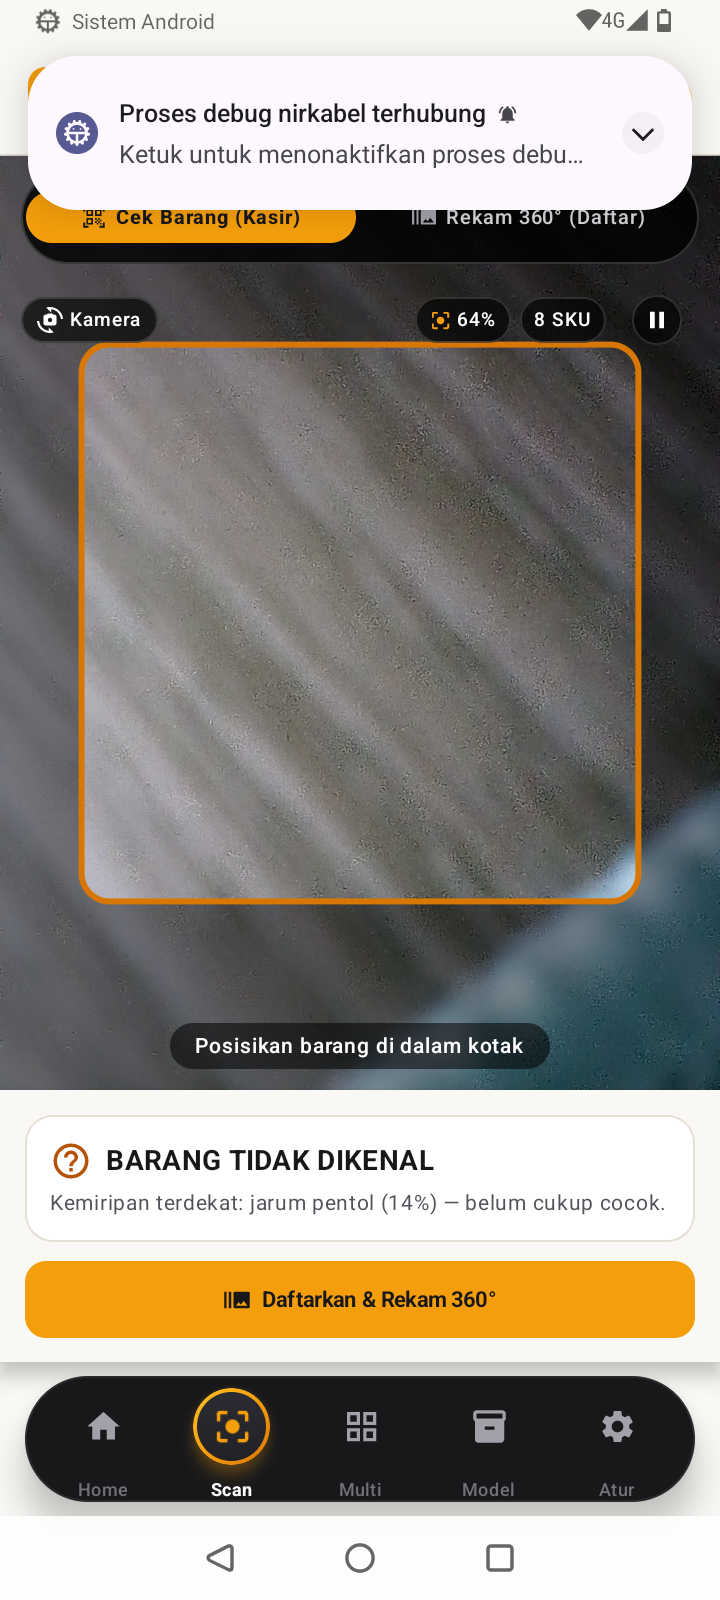 Sistem Android
4G
Proses debug nirkabel terhubung
Ketuk untuk menonaktifkan proses debu...
Cek Barang (Kasir)
Rekam 360° (Daftar)
Kamera
64%
8 SKU
Posisikan barang di dalam kotak
BARANG TIDAK DIKENAL
Kemiripan terdekat: jarum pentol (14%) — belum cukup cocok.
Daftarkan & Rekam 360°
Home
Scan
Multi
Model
Atur